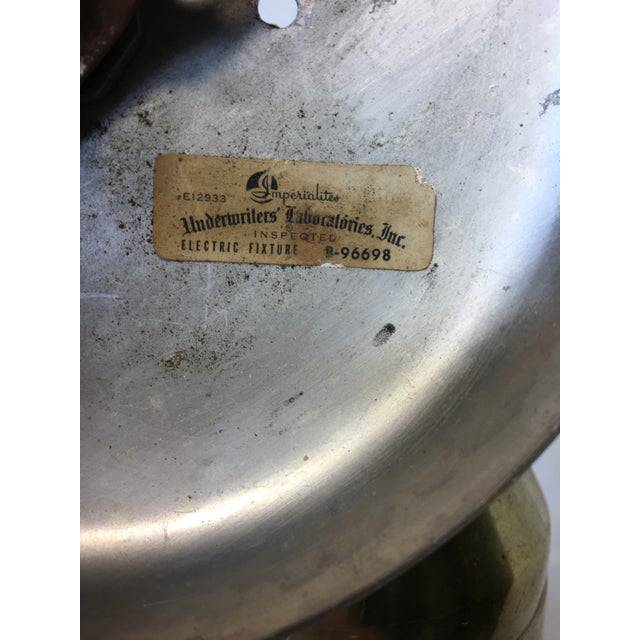 Imperialites
E12933
Underwriters' Laboratories, Inc.
®
INSPECTED
ELECTRIC FIXTURE B-96698